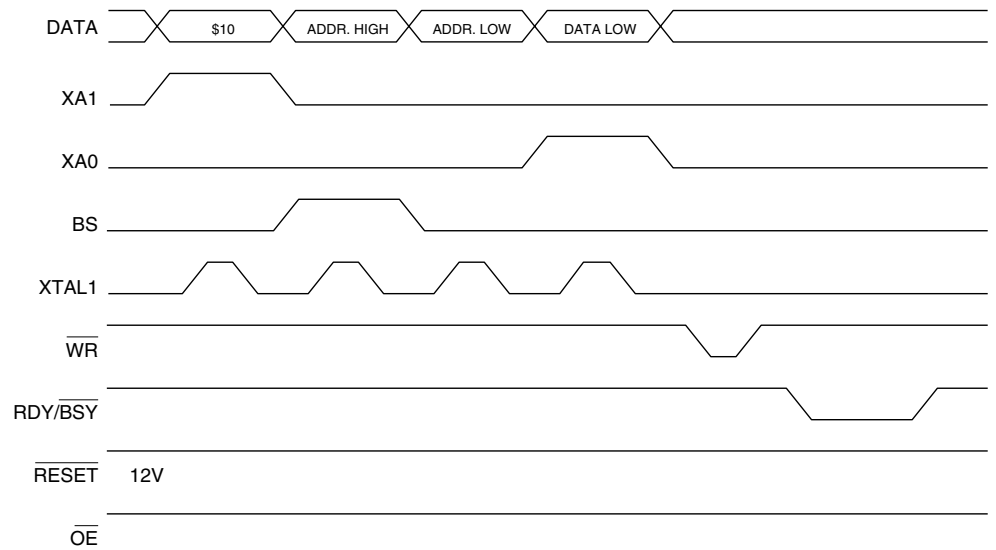 DATA $10 ADDR. HIGH ADDR. LOW DATA LOW
XA1
XA0
BS
XTAL1
WR
RDY/BSY
RESET 12V
OE